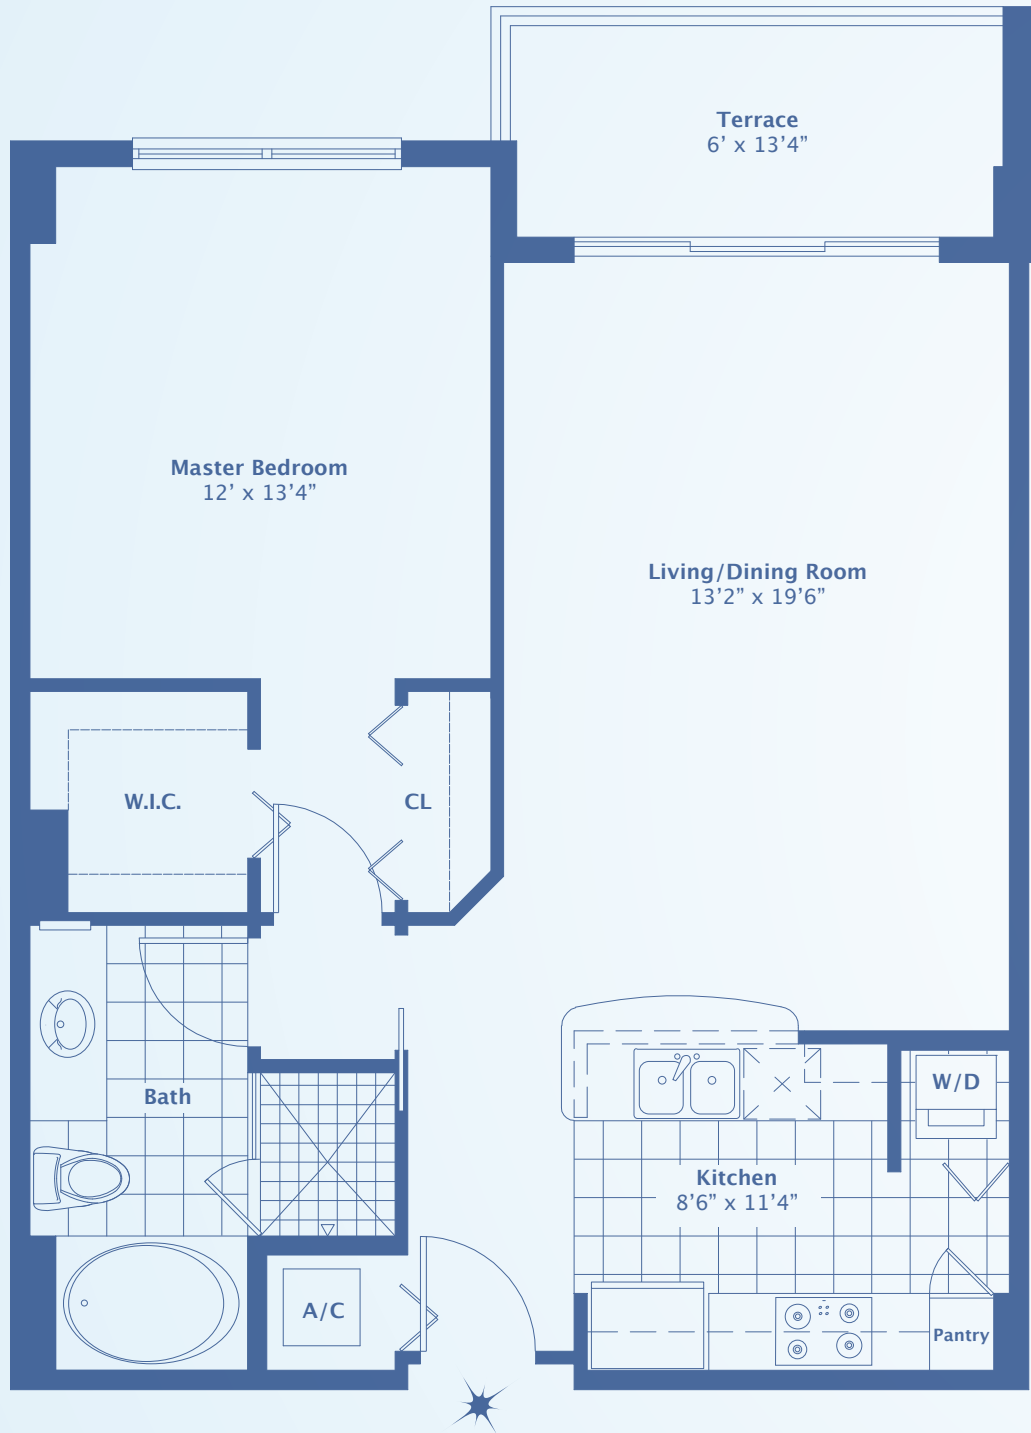 Terrace
6’ x 13’4”
Master Bedroom
12’ x 13’4”
Living/Dining Room
13’2” x 19’6”
W.I.C.
CL
Bath
W/D
Kitchen
8’6” x 11’4”
A/C
Pantry